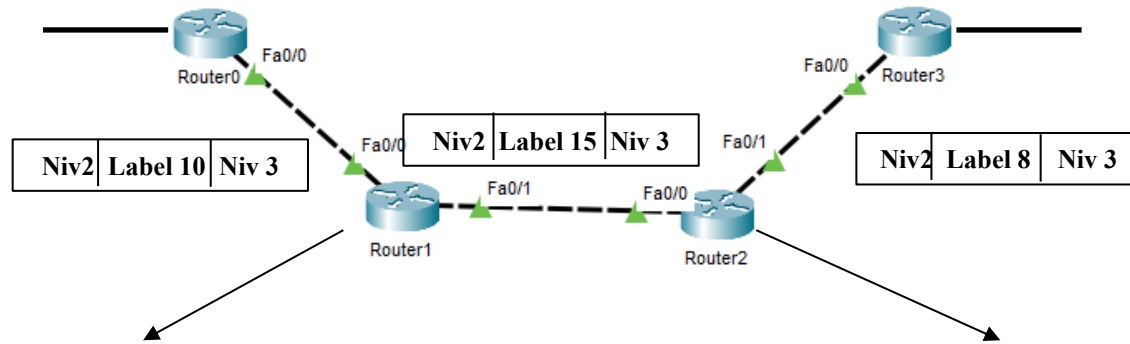 Fa0/0
Router0
Fa0/0
Router3
Niv2 Label 10 Niv 3
Fa0/0
Niv2 Label 15 Niv 3
Fa0/1
Niv2 Label 8 Niv 3
Fa0/1
Fa0/0
Router1
Router2